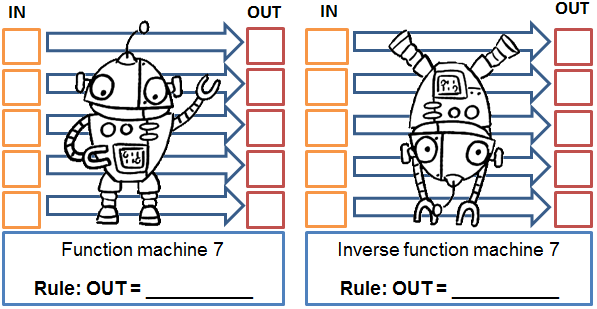 IN OUT
Function machine 7
Rule: OUT = __________
IN OUT
Inverse function machine 7
Rule: OUT = __________